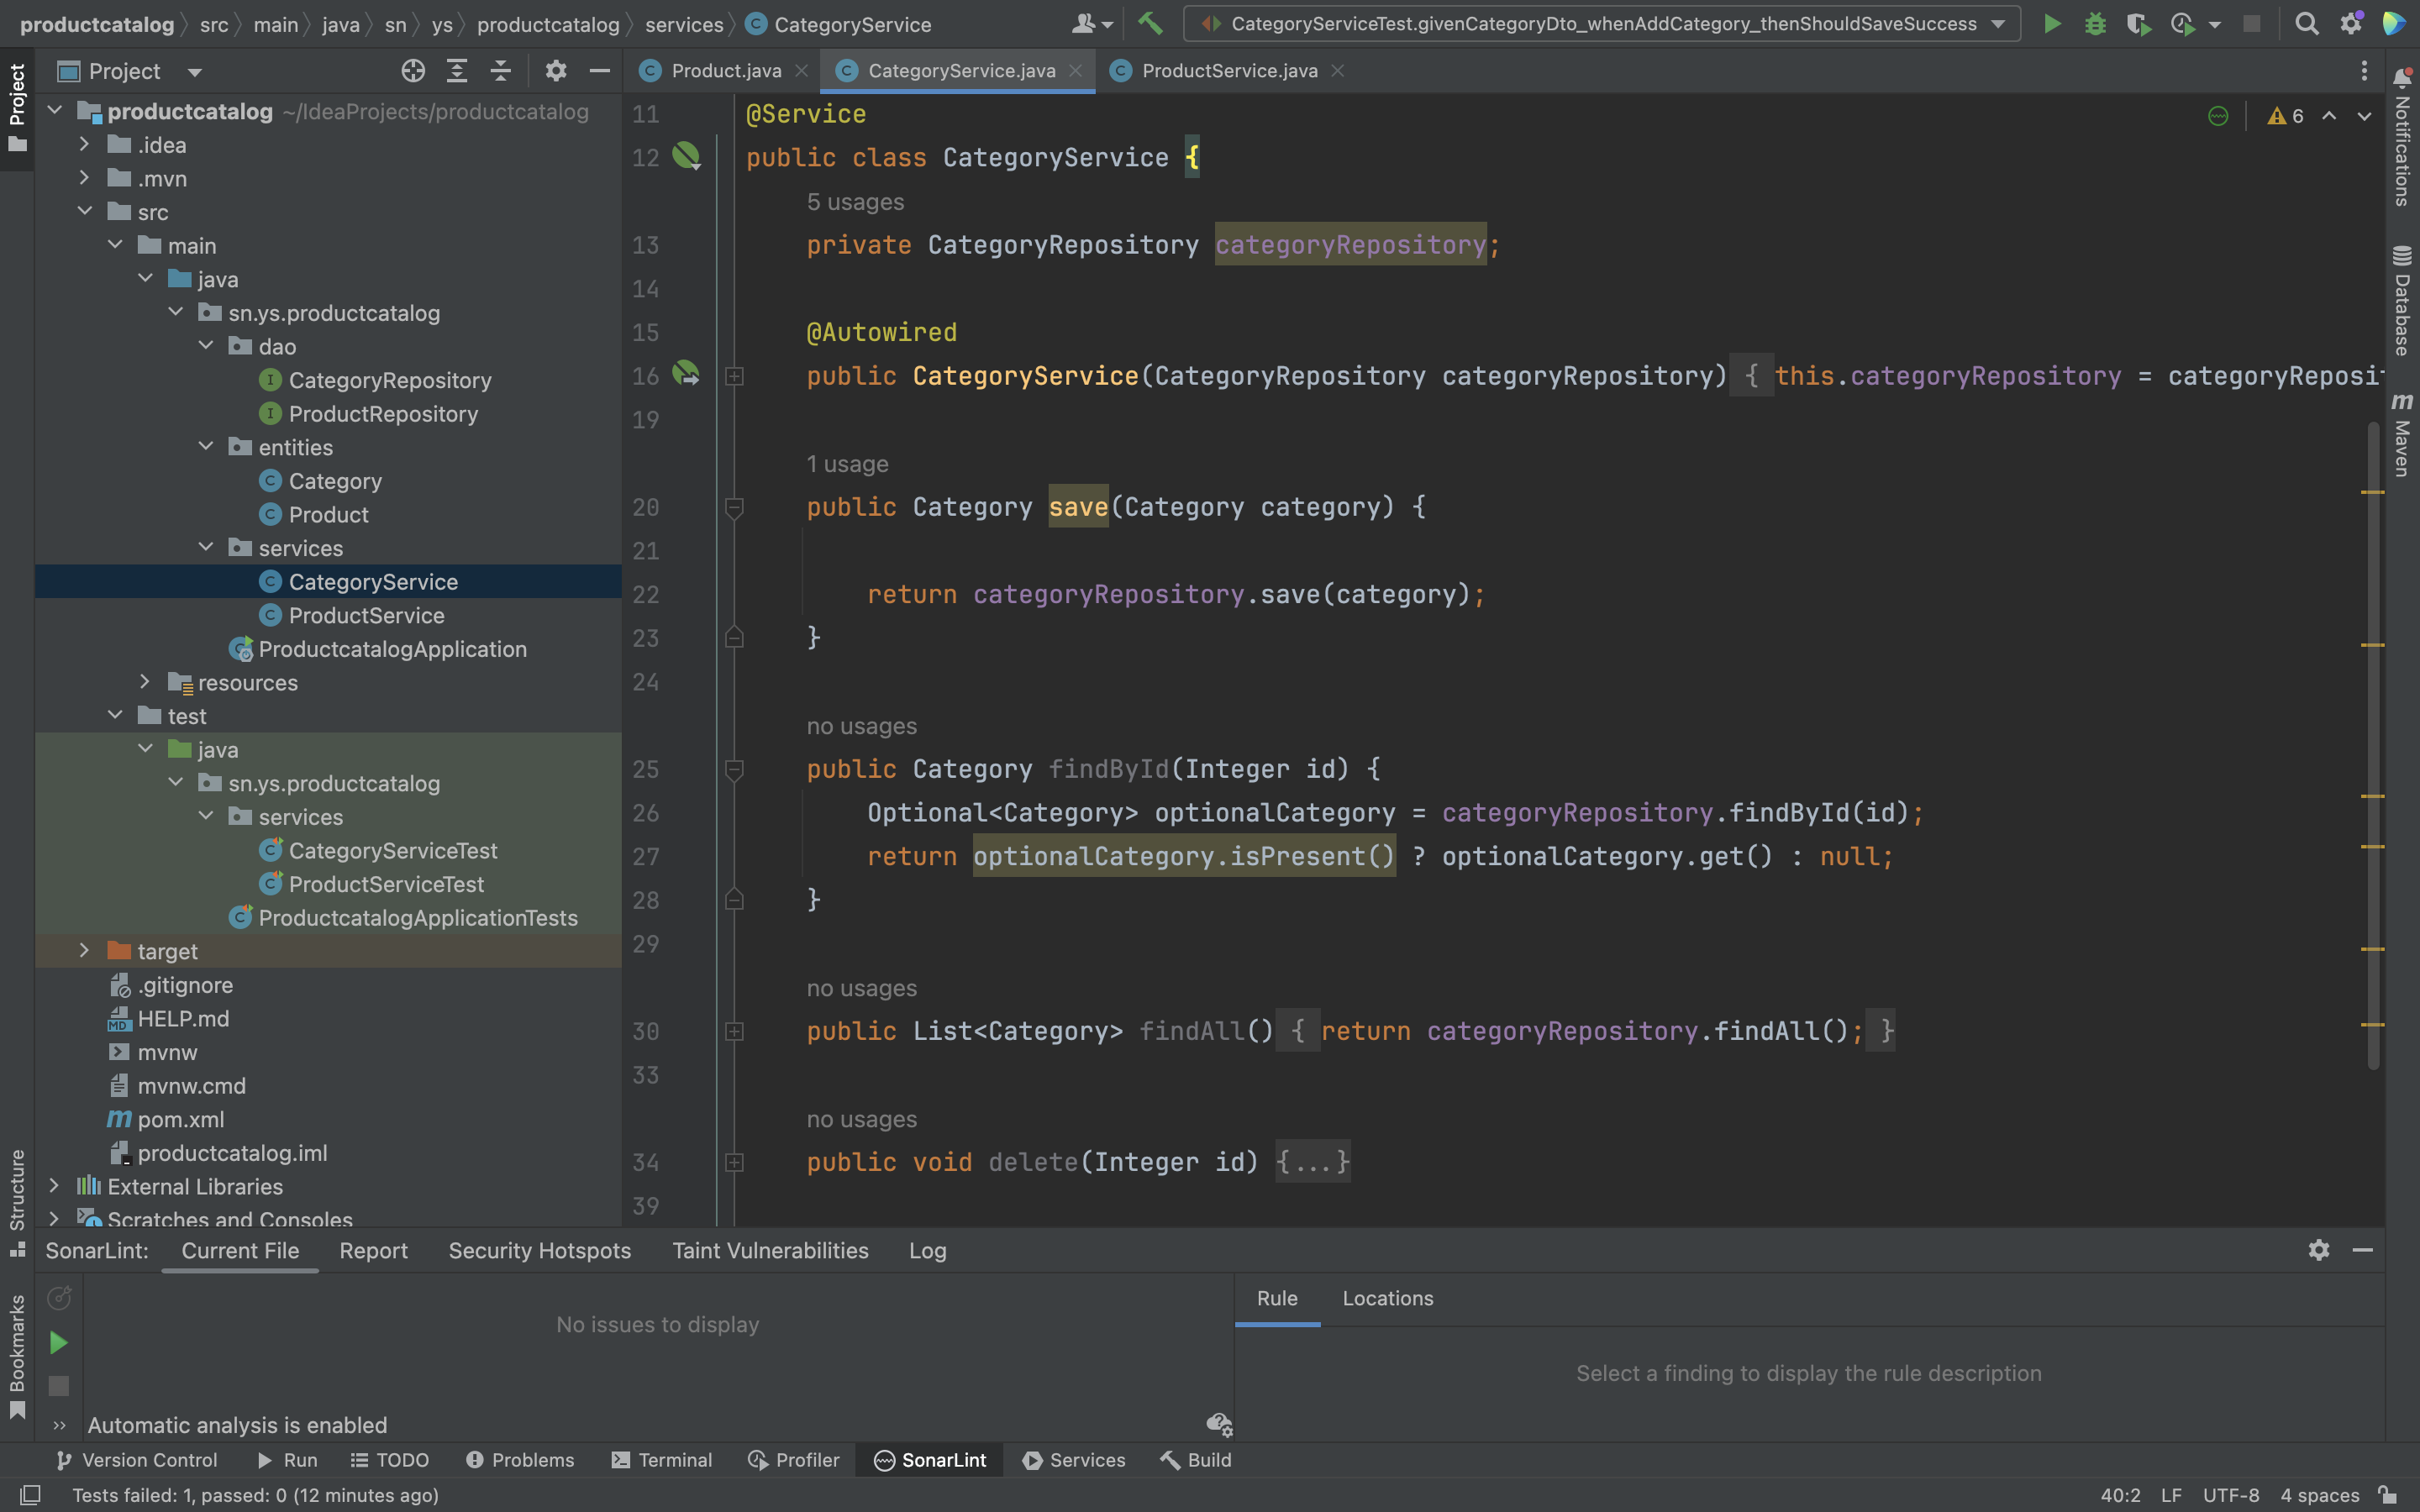 productcatalog
src
main
java
sn
ys
productcatalog
services
CategoryService
CategoryServiceTest.givenCategoryDto_whenAddCategory_thenShouldSaveSuccess
Project
Project
Product.java
CategoryService.java
ProductService.java
productcatalog ~/IdeaProjects/productcatalog
.idea
.mvn
src
main
java
sn.ys.productcatalog
dao
CategoryRepository
ProductRepository
entities
Category
Product
services
CategoryService
ProductService
ProductcatalogApplication
resources
test
java
sn.ys.productcatalog
services
CategoryServiceTest
ProductServiceTest
ProductcatalogApplicationTests
target
.gitignore
HELP.md
mvnw
mvnw.cmd
pom.xml
productcatalog.iml
External Libraries
Scratches and Consoles
Structure
Bookmarks
6
11 @Service
12 public class CategoryService {
5 usages
13 private CategoryRepository categoryRepository;
14
15 @Autowired
16 public CategoryService(CategoryRepository categoryRepository) { this.categoryRepository = categoryReposit
19
1 usage
20 public Category save(Category category) {
21
22 return categoryRepository.save(category);
23 }
24
no usages
25 public Category findById(Integer id) {
26 Optional<Category> optionalCategory = categoryRepository.findById(id);
27 return optionalCategory.isPresent() ? optionalCategory.get() : null;
28 }
29
no usages
30 public List<Category> findAll() { return categoryRepository.findAll(); }
33
no usages
34 public void delete(Integer id) {...}
39
Notifications
Database
m
Maven
SonarLint:
Current File
Report
Security Hotspots
Taint Vulnerabilities
Log
No issues to display
Automatic analysis is enabled
Rule
Locations
Select a finding to display the rule description
Version Control
Run
TODO
Problems
Terminal
Profiler
SonarLint
Services
Build
Tests failed: 1, passed: 0 (12 minutes ago)
40:2
LF
UTF-8
4 spaces